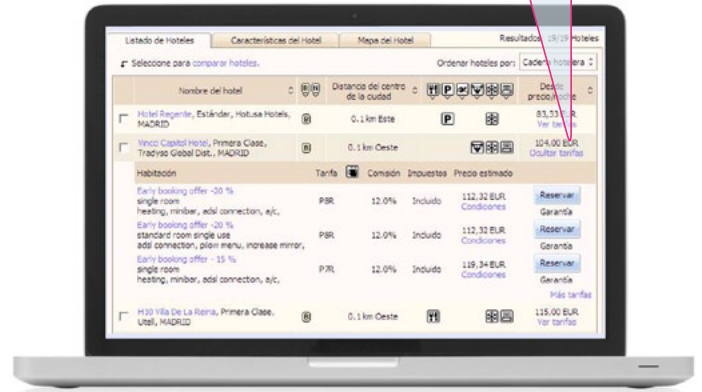 Listado de Hoteles Características del Hotel Mapa del Hotel Resultados: 19/19 Hoteles
Seleccione para comparar hoteles. Ordenar hoteles por: Cadena hotelera
Nombre del hotel B N Distancia del centro de la ciudad P Desde precio/noche
Hotel Regente, Estándar, Hotusa Hotels, MADRID B 0.1 km Este P 83,33 EUR
Ver tarifas
Vincci Capitol Hotel, Primera Clase, Tradyso Global Dist., MADRID B 0.1 km Oeste 104,00 EUR
Ocultar tarifas
Habitación Tarifa Comisión Impuestos Precio estimado
Early booking offer -20 %
single room P8R 12.0% Incluido 112,32 EUR Reservar
heating, minibar, adsl connection, a/c, Condiciones Garantía
Early booking offer -20 %
standard room single use P8R 12.0% Incluido 112,32 EUR Reservar
adsl connection, pilow menu, increase mirror, Condiciones Garantía
Early booking offer - 15 %
single room P7R 12.0% Incluido 119,34 EUR Reservar
heating, minibar, adsl connection, a/c, Condiciones Garantía
Más tarifas
H10 Villa De La Reina, Primera Clase, Utell, MADRID B 0.1 km Oeste 115,00 EUR
Ver tarifas